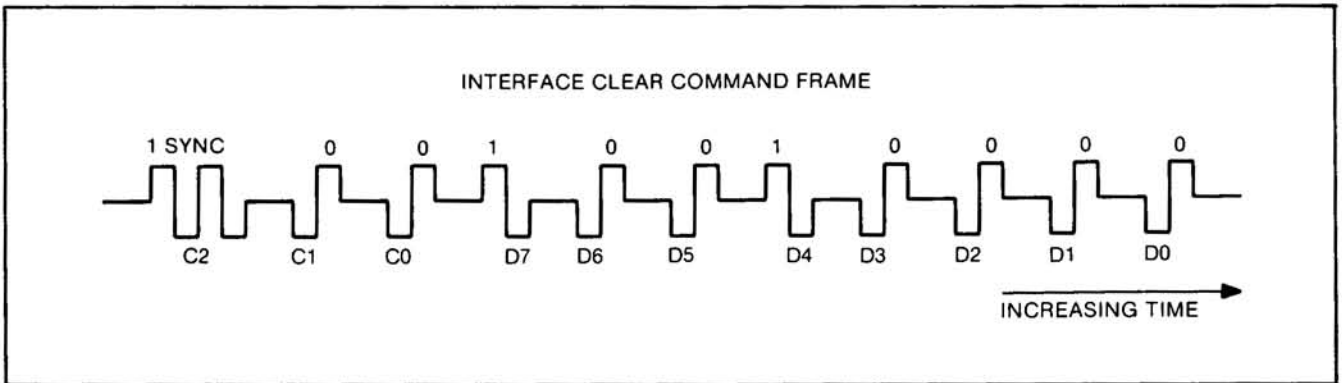 INTERFACE CLEAR COMMAND FRAME
1 SYNC 0 0 1 0 0 1 0 0 0 0
C2 C1 C0 D7 D6 D5 D4 D3 D2 D1 D0
INCREASING TIME